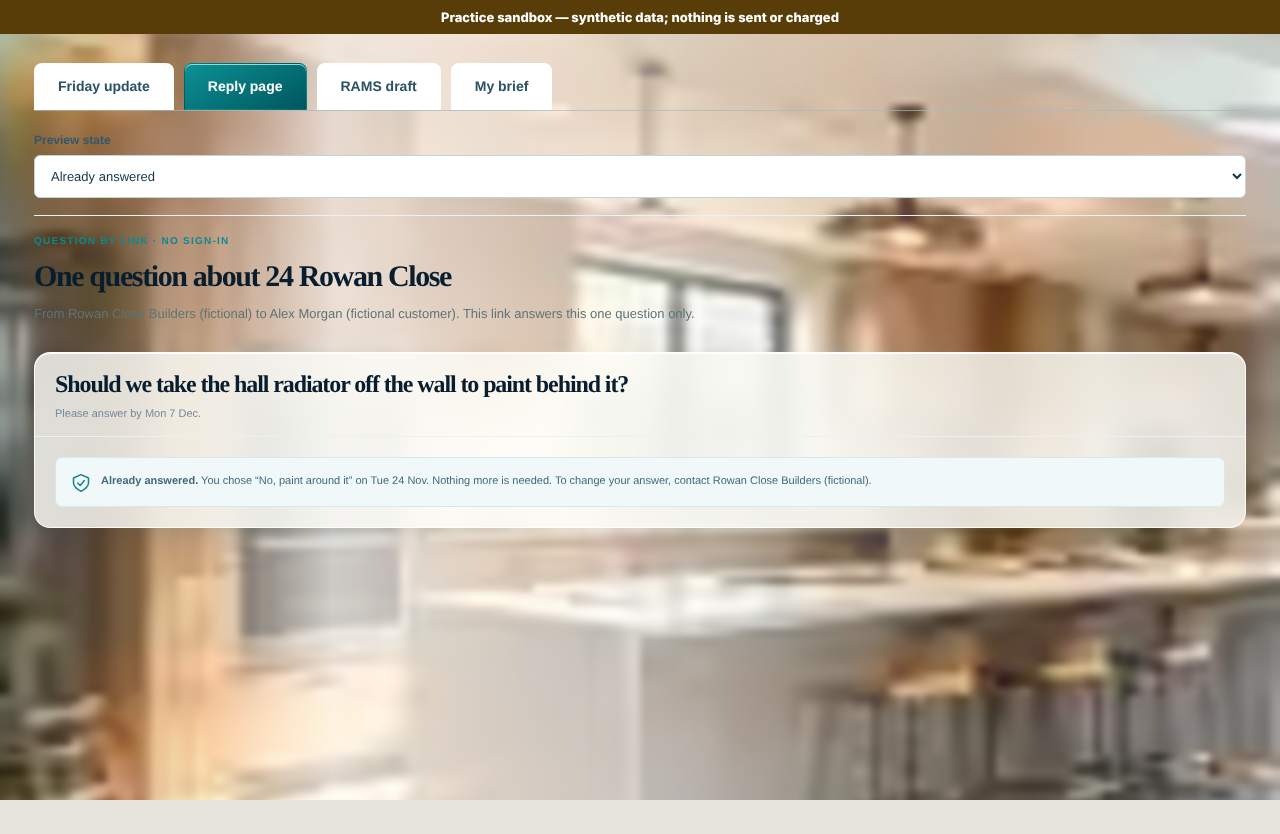 Practice sandbox — synthetic data; nothing is sent or charged
Friday update
Reply page
RAMS draft
My brief
Preview state
Already answered
QUESTION BY LINK · NO SIGN-IN
One question about 24 Rowan Close
From Rowan Close Builders (fictional) to Alex Morgan (fictional customer). This link answers this one question only.
Should we take the hall radiator off the wall to paint behind it?
Please answer by Mon 7 Dec.
Already answered. You chose “No, paint around it” on Tue 24 Nov. Nothing more is needed. To change your answer, contact Rowan Close Builders (fictional).